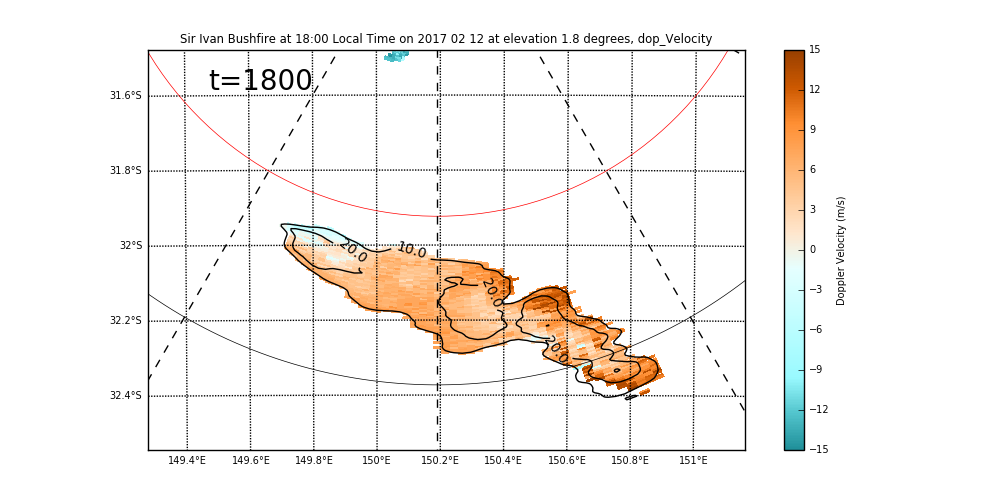 Sir Ivan Bushfire at 18:00 Local Time on 2017 02 12 at elevation 1.8 degrees, dop_Velocity
t=1800
31.6°S
31.8°S
32°S
32.2°S
32.4°S
20.0
10.0
20.0
20.0
149.4°E 149.6°E 149.8°E 150°E 150.2°E 150.4°E 150.6°E 150.8°E 151°E
15
12
9
6
3
0
−3
−6
−9
−12
−15
Doppler Velocity (m/s)